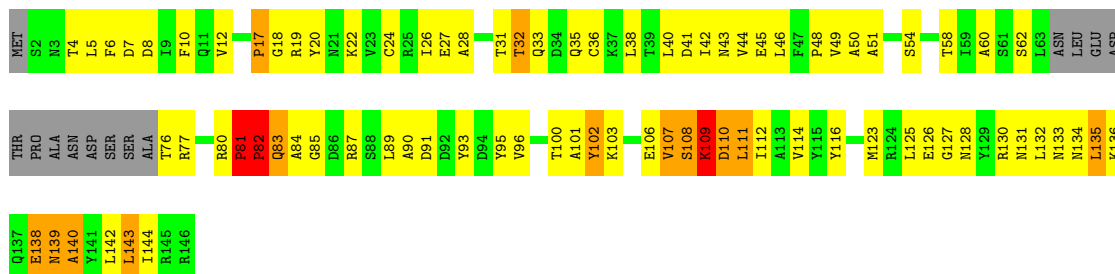 MET S2 N3 T4 L5 F6 D7 D8 I9 F10 Q11 V12 P17 G18 R19 Y20 N21 K22 V23 C24 R25 I26 E27 A28 T31 T32 Q33 D34 Q35 C36 K37 L38 T39 L40 D41 I42 N43 V44 E45 L46 F47 P48 V49 A50 A51 S54 T58 I59 A60 S61 S62 L63 ASN LEU GLU ASP
THR PRO ALA ASN ASP SER SER ALA T76 R77 R80 P81 P82 Q83 A84 G85 D86 R87 S88 L89 A90 D91 D92 Y93 D94 Y95 V96 T100 A101 Y102 K103 E106 V107 S108 K109 D110 L111 I112 A113 V114 Y115 Y116 M123 R124 L125 E126 G127 N128 Y129 R130 N131 L132 N133 N134 L135 K136
Q137 E138 N139 A140 Y141 L142 L143 I144 R145 R146